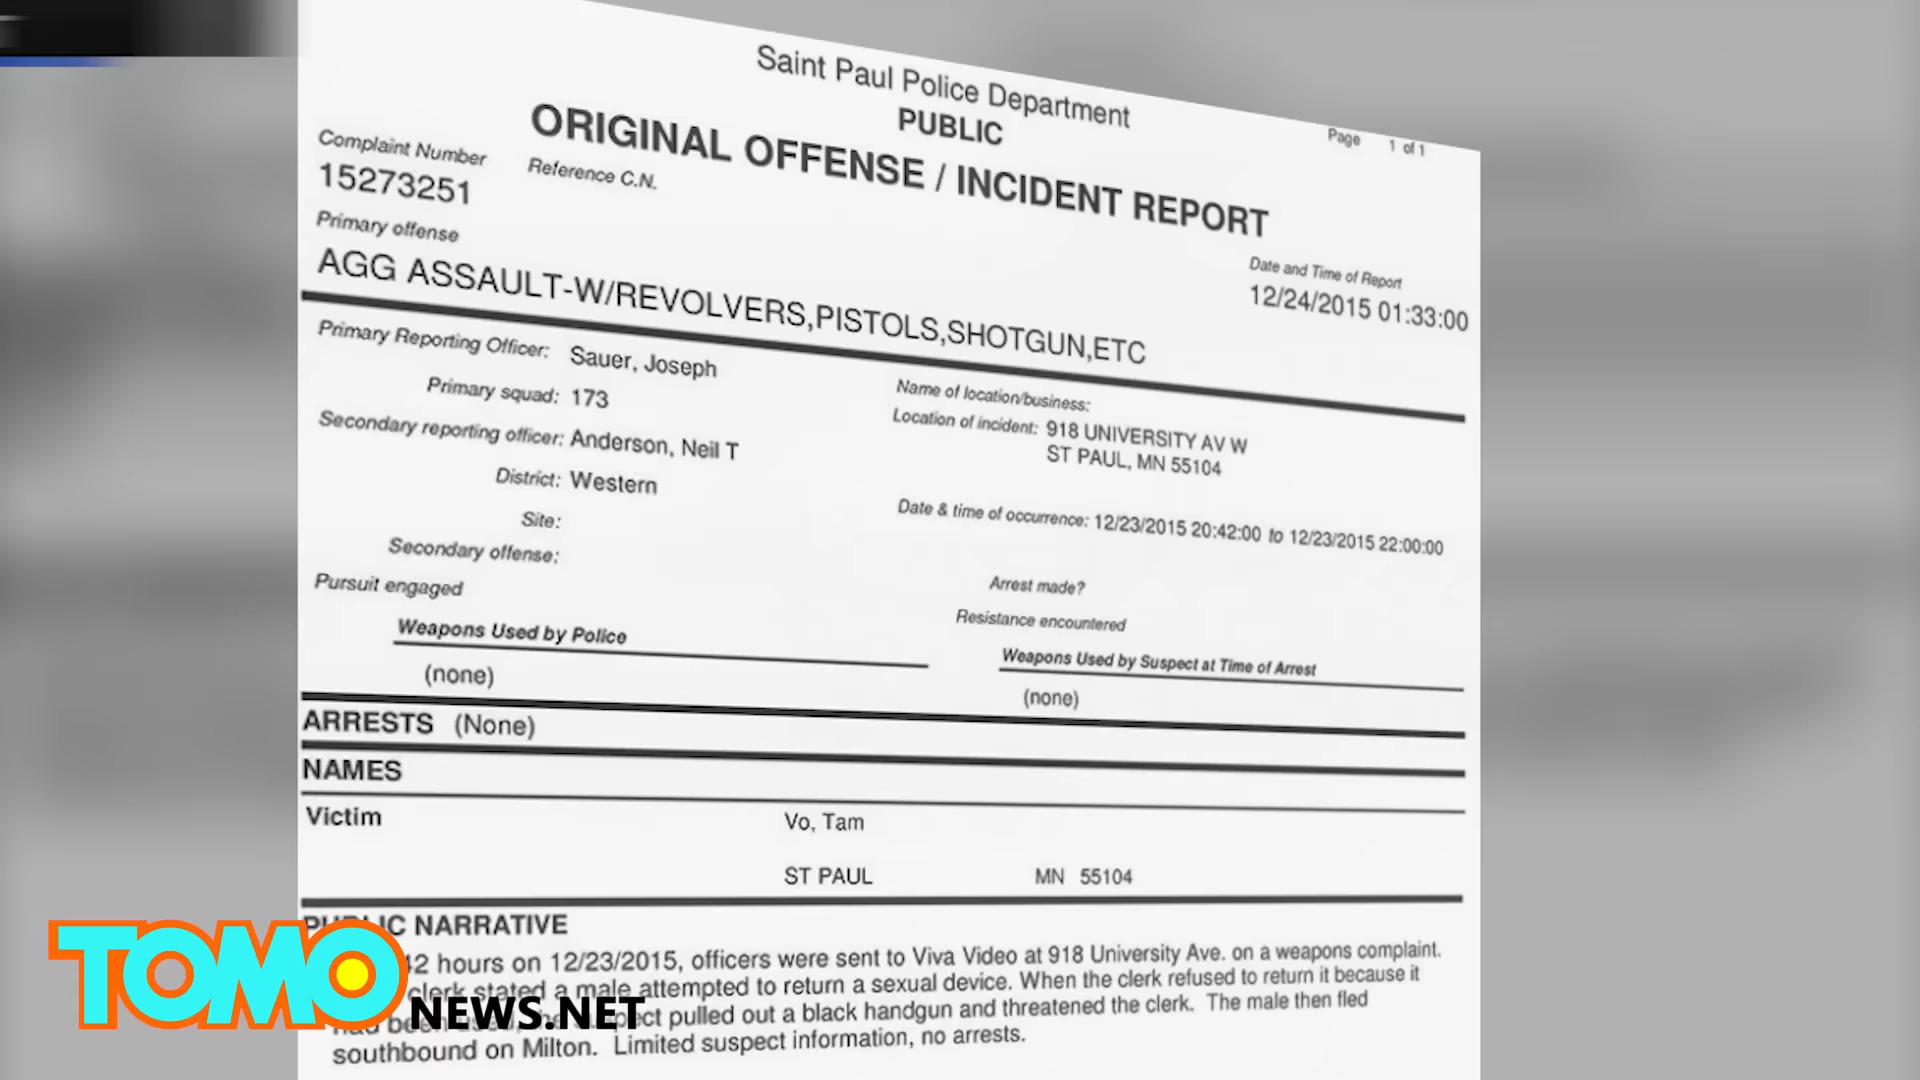 Saint Paul Police Department
PUBLIC
ORIGINAL OFFENSE / INCIDENT REPORT
Page 1 of 1
Complaint Number
15273251
Reference C.N.
Primary offense
AGG ASSAULT-W/REVOLVERS,PISTOLS,SHOTGUN,ETC
Date and Time of Report
12/24/2015 01:33:00
Primary Reporting Officer: Sauer, Joseph
Primary squad: 173
Secondary reporting officer: Anderson, Neil T
District: Western
Site:
Secondary offense:
Pursuit engaged
Name of location/business:
Location of incident: 918 UNIVERSITY AV W
ST PAUL, MN 55104
Date & time of occurrence: 12/23/2015 20:42:00 to 12/23/2015 22:00:00
Arrest made?
Resistance encountered
Weapons Used by Police
(none)
Weapons Used by Suspect at Time of Arrest
(none)
ARRESTS (None)
NAMES
Victim Vo, Tam
ST PAUL MN 55104
PUBLIC NARRATIVE
42 hours on 12/23/2015, officers were sent to Viva Video at 918 University Ave. on a weapons complaint.
clerk stated a male attempted to return a sexual device. When the clerk refused to return it because it
had been used, the suspect pulled out a black handgun and threatened the clerk. The male then fled
southbound on Milton. Limited suspect information, no arrests.
TOMO
NEWS.NET